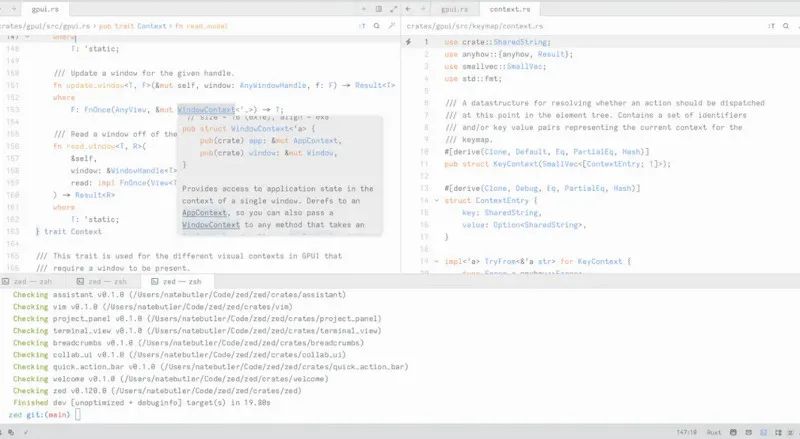 gpui.rs
crates/gpui/src/gpui.rs › pub trait Context › fn read_model
147 where
148 T: 'static;
149
150
151 /// Update a window for the given handle.
fn update_window<T, F>(&mut self, window: AnyWindowHandle, f: F) → Result<T>
152 where
153 F: FnOnce(AnyView, &mut WindowContext<'_>) → T;
// size = 16 (0x10), align = 0x8
pub struct WindowContext<'a> {
pub(crate) app: &mut AppContext,
pub(crate) window: &mut Window,
}
Provides access to application state in the
context of a single window. Derefs to an
AppContext, so you can also pass a
WindowContext to any method that takes an
155 /// Read a window off of the
156 fn read_window<T, R>(
157 &self,
158 window: &WindowHandle<T>
159 read: impl FnOnce(View<T
160 ) → Result<R>
161 where
162 T: 'static;
163 } trait Context
164
165 /// This trait is used for the different visual contexts in GPUI that
166 /// require a window to be present.
gpui.rs context.rs
crates/gpui/src/keymap/context.rs
1 use crate::SharedString;
2 use anyhow::{anyhow, Result};
3 use smallvec::SmallVec;
4 use std::fmt;
5
6 /// A datastructure for resolving whether an action should be dispatched
7 /// at this point in the element tree. Contains a set of identifiers
8 /// and/or key value pairs representing the current context for the
9 /// keymap.
10 #[derive(Clone, Default, Eq, PartialEq, Hash)]
11 pub struct KeyContext(SmallVec<[ContextEntry; 1]>);
12
13 #[derive(Clone, Debug, Eq, PartialEq, Hash)]
14 struct ContextEntry {
15 key: SharedString,
16 value: Option<SharedString>,
17 }
18
19 impl<'a> TryFrom<&'a str> for KeyContext {
zed — zsh zed — zsh zed — zsh
Checking assistant v0.1.0 (/Users/natebutler/Code/zed/zed/crates/assistant)
Checking vim v0.1.0 (/Users/natebutler/Code/zed/zed/crates/vim)
Checking project_panel v0.1.0 (/Users/natebutler/Code/zed/zed/crates/project_panel)
Checking terminal_view v0.1.0 (/Users/natebutler/Code/zed/zed/crates/terminal_view)
Checking breadcrumbs v0.1.0 (/Users/natebutler/Code/zed/zed/crates/breadcrumbs)
Checking collab_ui v0.1.0 (/Users/natebutler/Code/zed/zed/crates/collab_ui)
Checking quick_action_bar v0.1.0 (/Users/natebutler/Code/zed/zed/crates/quick_action_bar)
Checking welcome v0.1.0 (/Users/natebutler/Code/zed/zed/crates/welcome)
Checking zed v0.120.0 (/Users/natebutler/Code/zed/zed/crates/zed)
Finished dev [unoptimized + debuginfo] target(s) in 19.80s
zed git:(main)
147:10 Rust